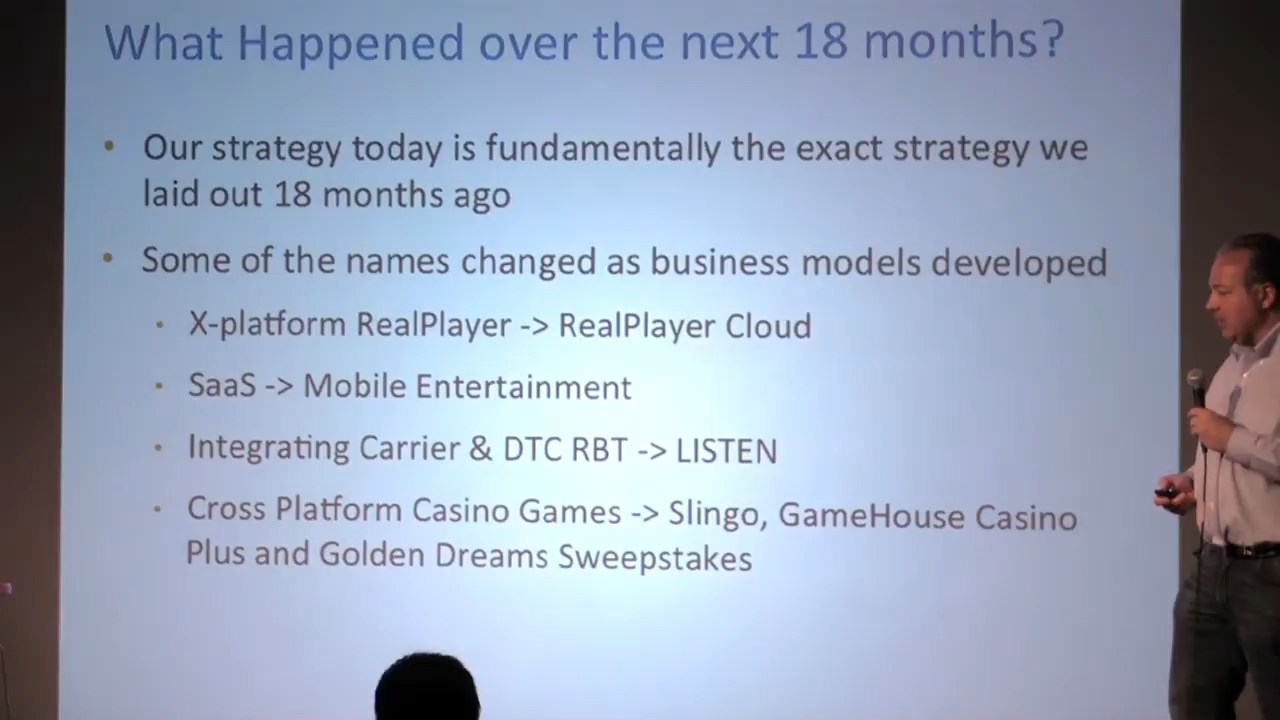 What Happened over the next 18 months?
• Our strategy today is fundamentally the exact strategy we
laid out 18 months ago
• Some of the names changed as business models developed
• X-platform RealPlayer -> RealPlayer Cloud
• SaaS -> Mobile Entertainment
• Integrating Carrier & DTC RBT -> LISTEN
• Cross Platform Casino Games -> Slingo, GameHouse Casino
Plus and Golden Dreams Sweepstakes